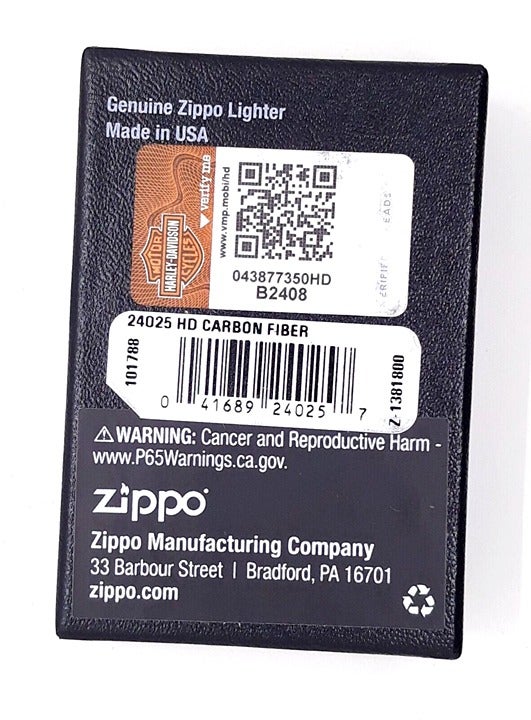 Genuine Zippo Lighter
Made in USA
verify me
www.vmp.mobi/hd
MOTOR
HARLEY-DAVIDSON
CYCLES
043877350HD
B2408
24025 HD CARBON FIBER
101788
0 41689 24025 7
Z-1381800
⚠WARNING: Cancer and Reproductive Harm -
www.P65Warnings.ca.gov.
zippo
Zippo Manufacturing Company
33 Barbour Street | Bradford, PA 16701
zippo.com